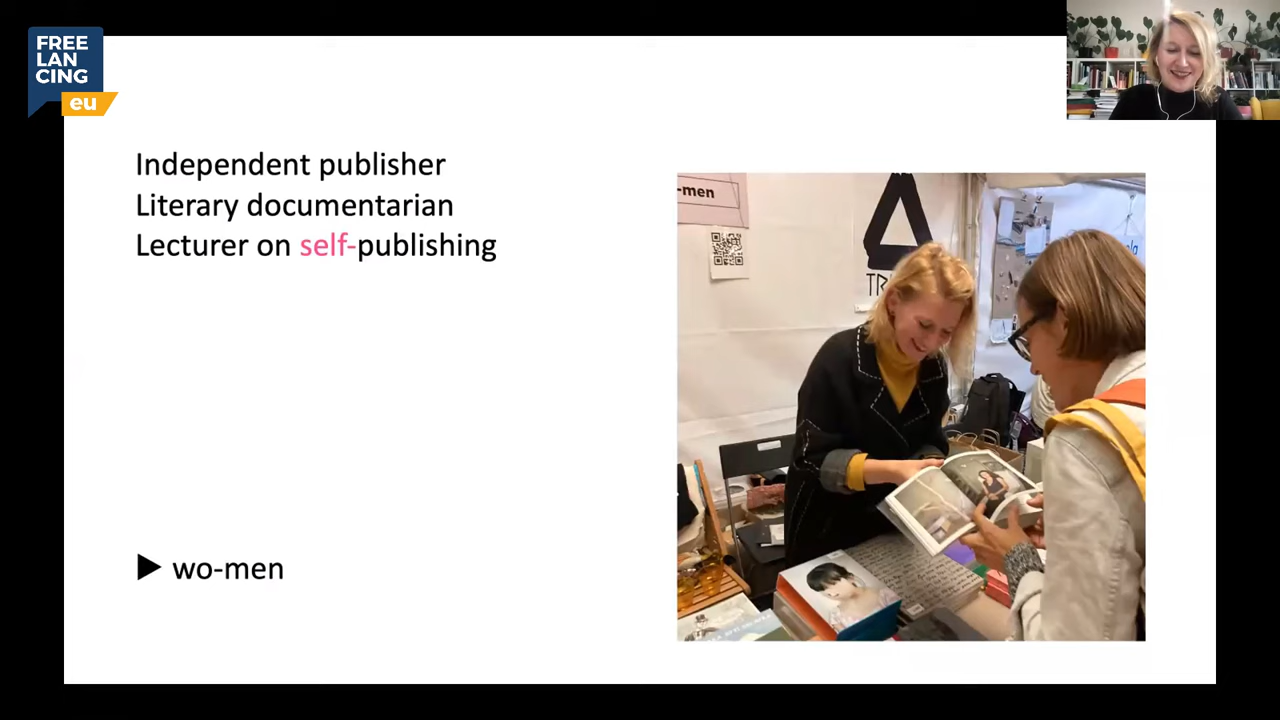 FREE
LAN
CING
eu
Independent publisher
Literary documentarian
Lecturer on self-publishing
-men
▶ wo-men